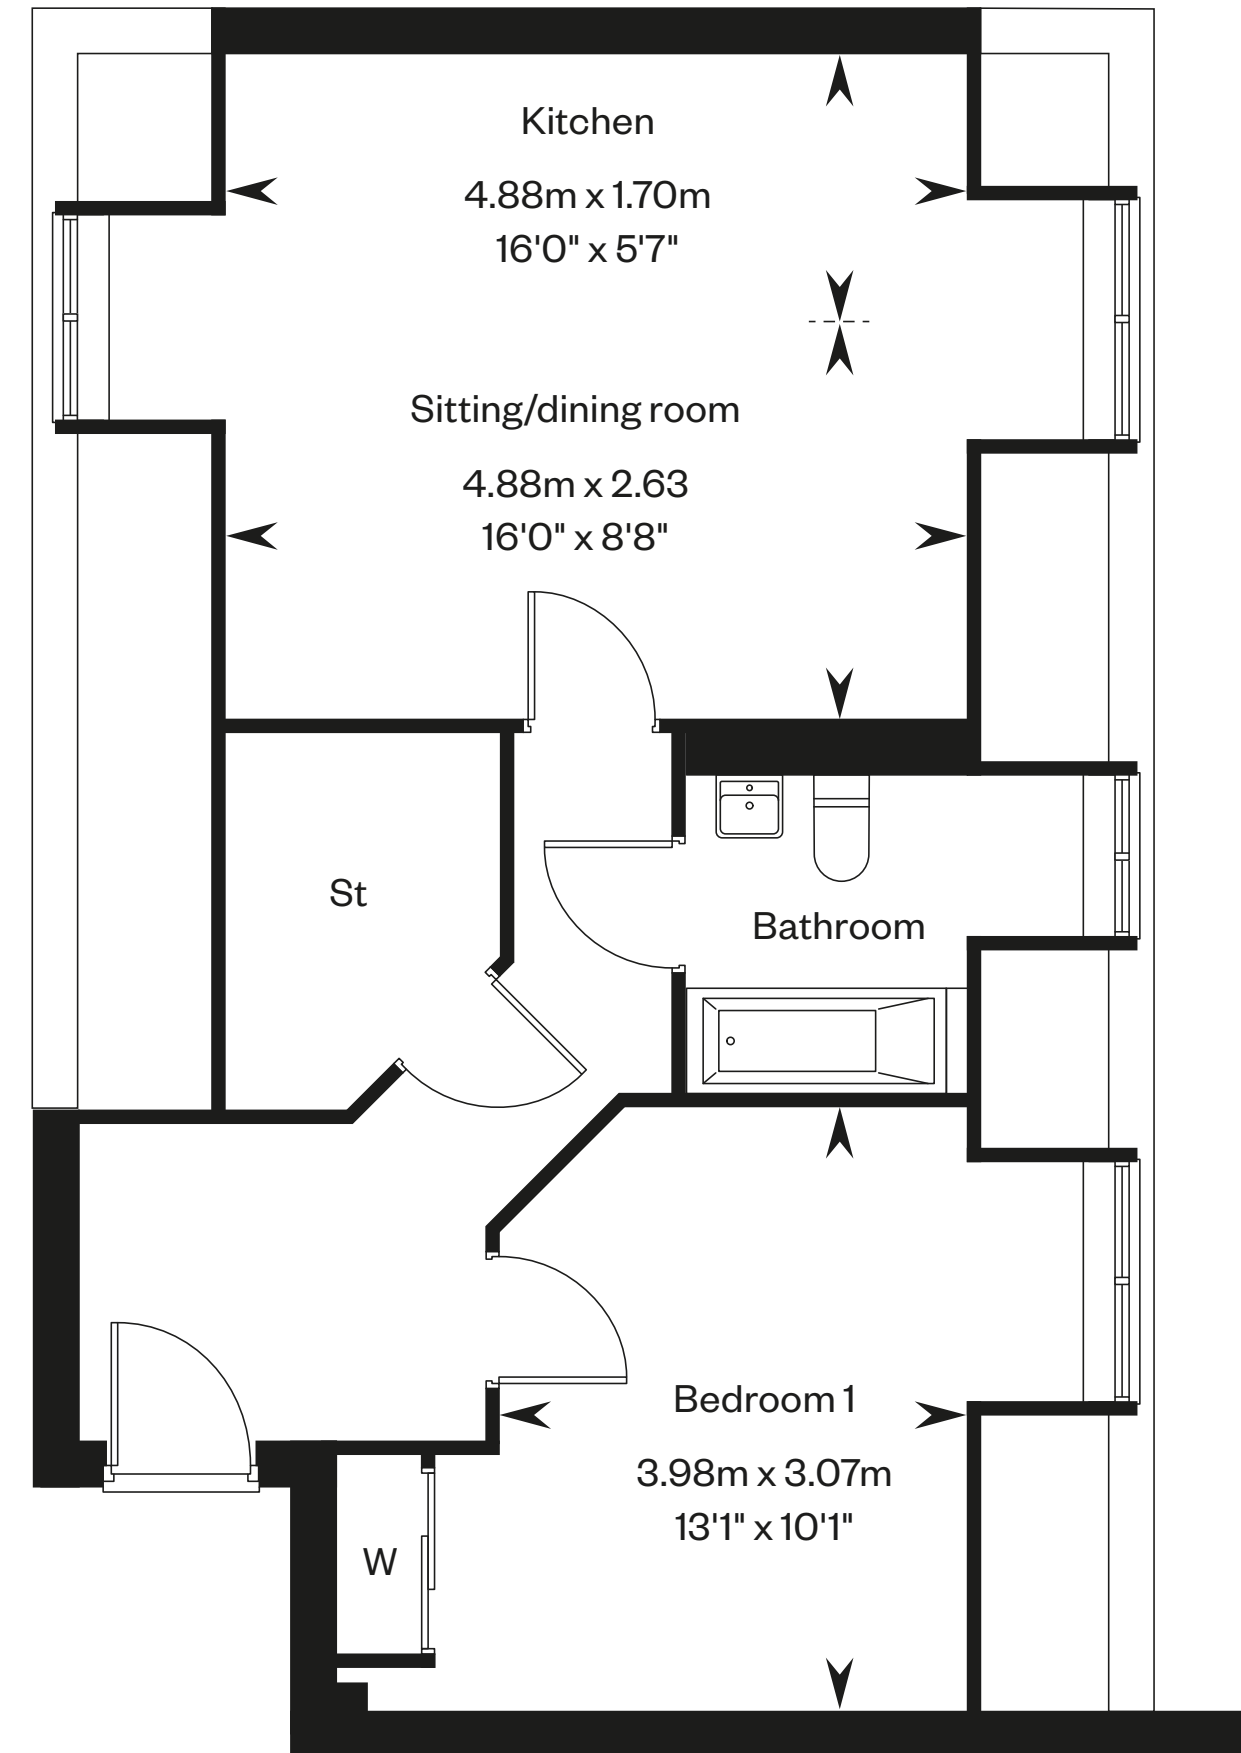 Kitchen
4.88m x 1.70m
16'0" x 5'7"
Sitting/dining room
4.88m x 2.63
16'0" x 8'8"
St
Bathroom
Bedroom 1
3.98m x 3.07m
13'1" x 10'1"
W